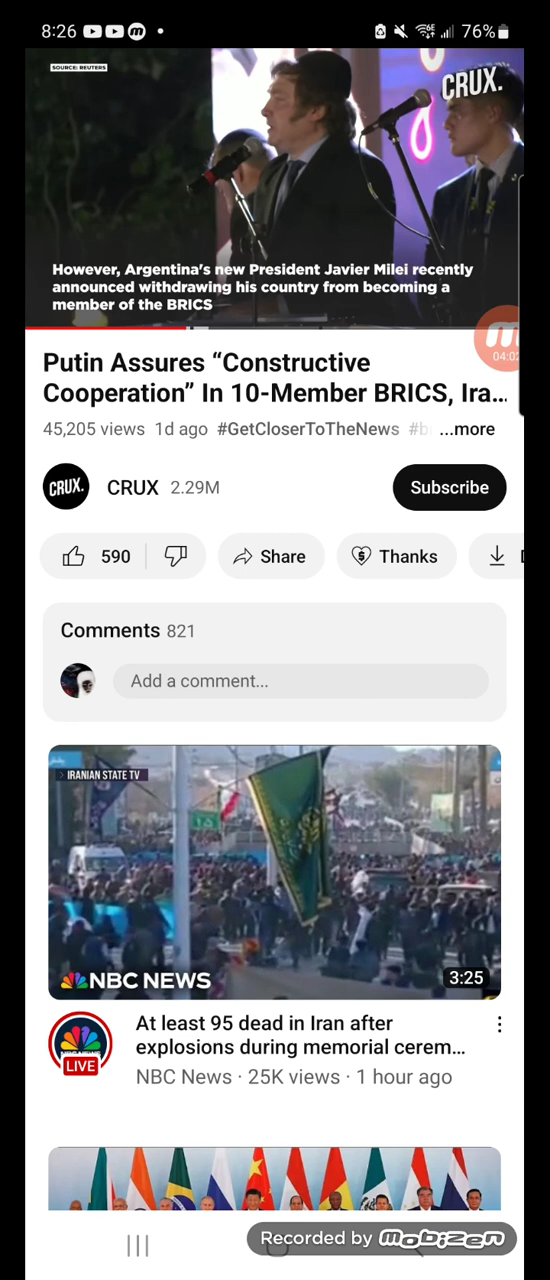 8:26
76%
SOURCE: REUTERS
CRUX.
However, Argentina's new President Javier Milei recently
announced withdrawing his country from becoming a
member of the BRICS
04:02
Putin Assures “Constructive
Cooperation” In 10-Member BRICS, Ira...
45,205 views 1d ago #GetCloserToTheNews #b ...more
CRUX.
CRUX 2.29M
Subscribe
590
Share
Thanks
Comments 821
Add a comment...
IRANIAN STATE TV
NBC NEWS
3:25
At least 95 dead in Iran after
explosions during memorial cerem...
LIVE
NBC News · 25K views · 1 hour ago
Recorded by mobizen